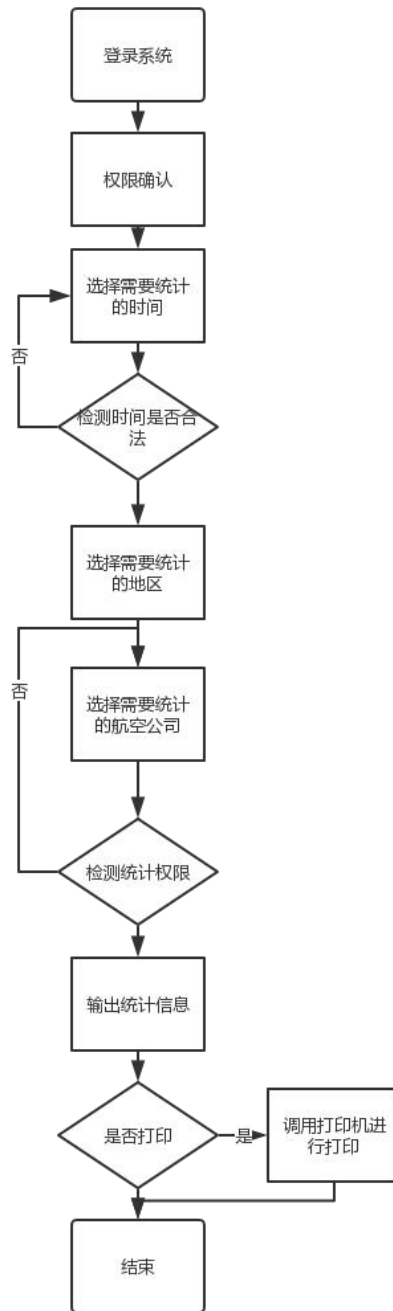 登录系统
权限确认
选择需要统计
的时间
否
检测时间是否合
法
选择需要统计
的地区
否
选择需要统计
的航空公司
检测统计权限
输出统计信息
是否打印
是
调用打印机进
行打印
结束